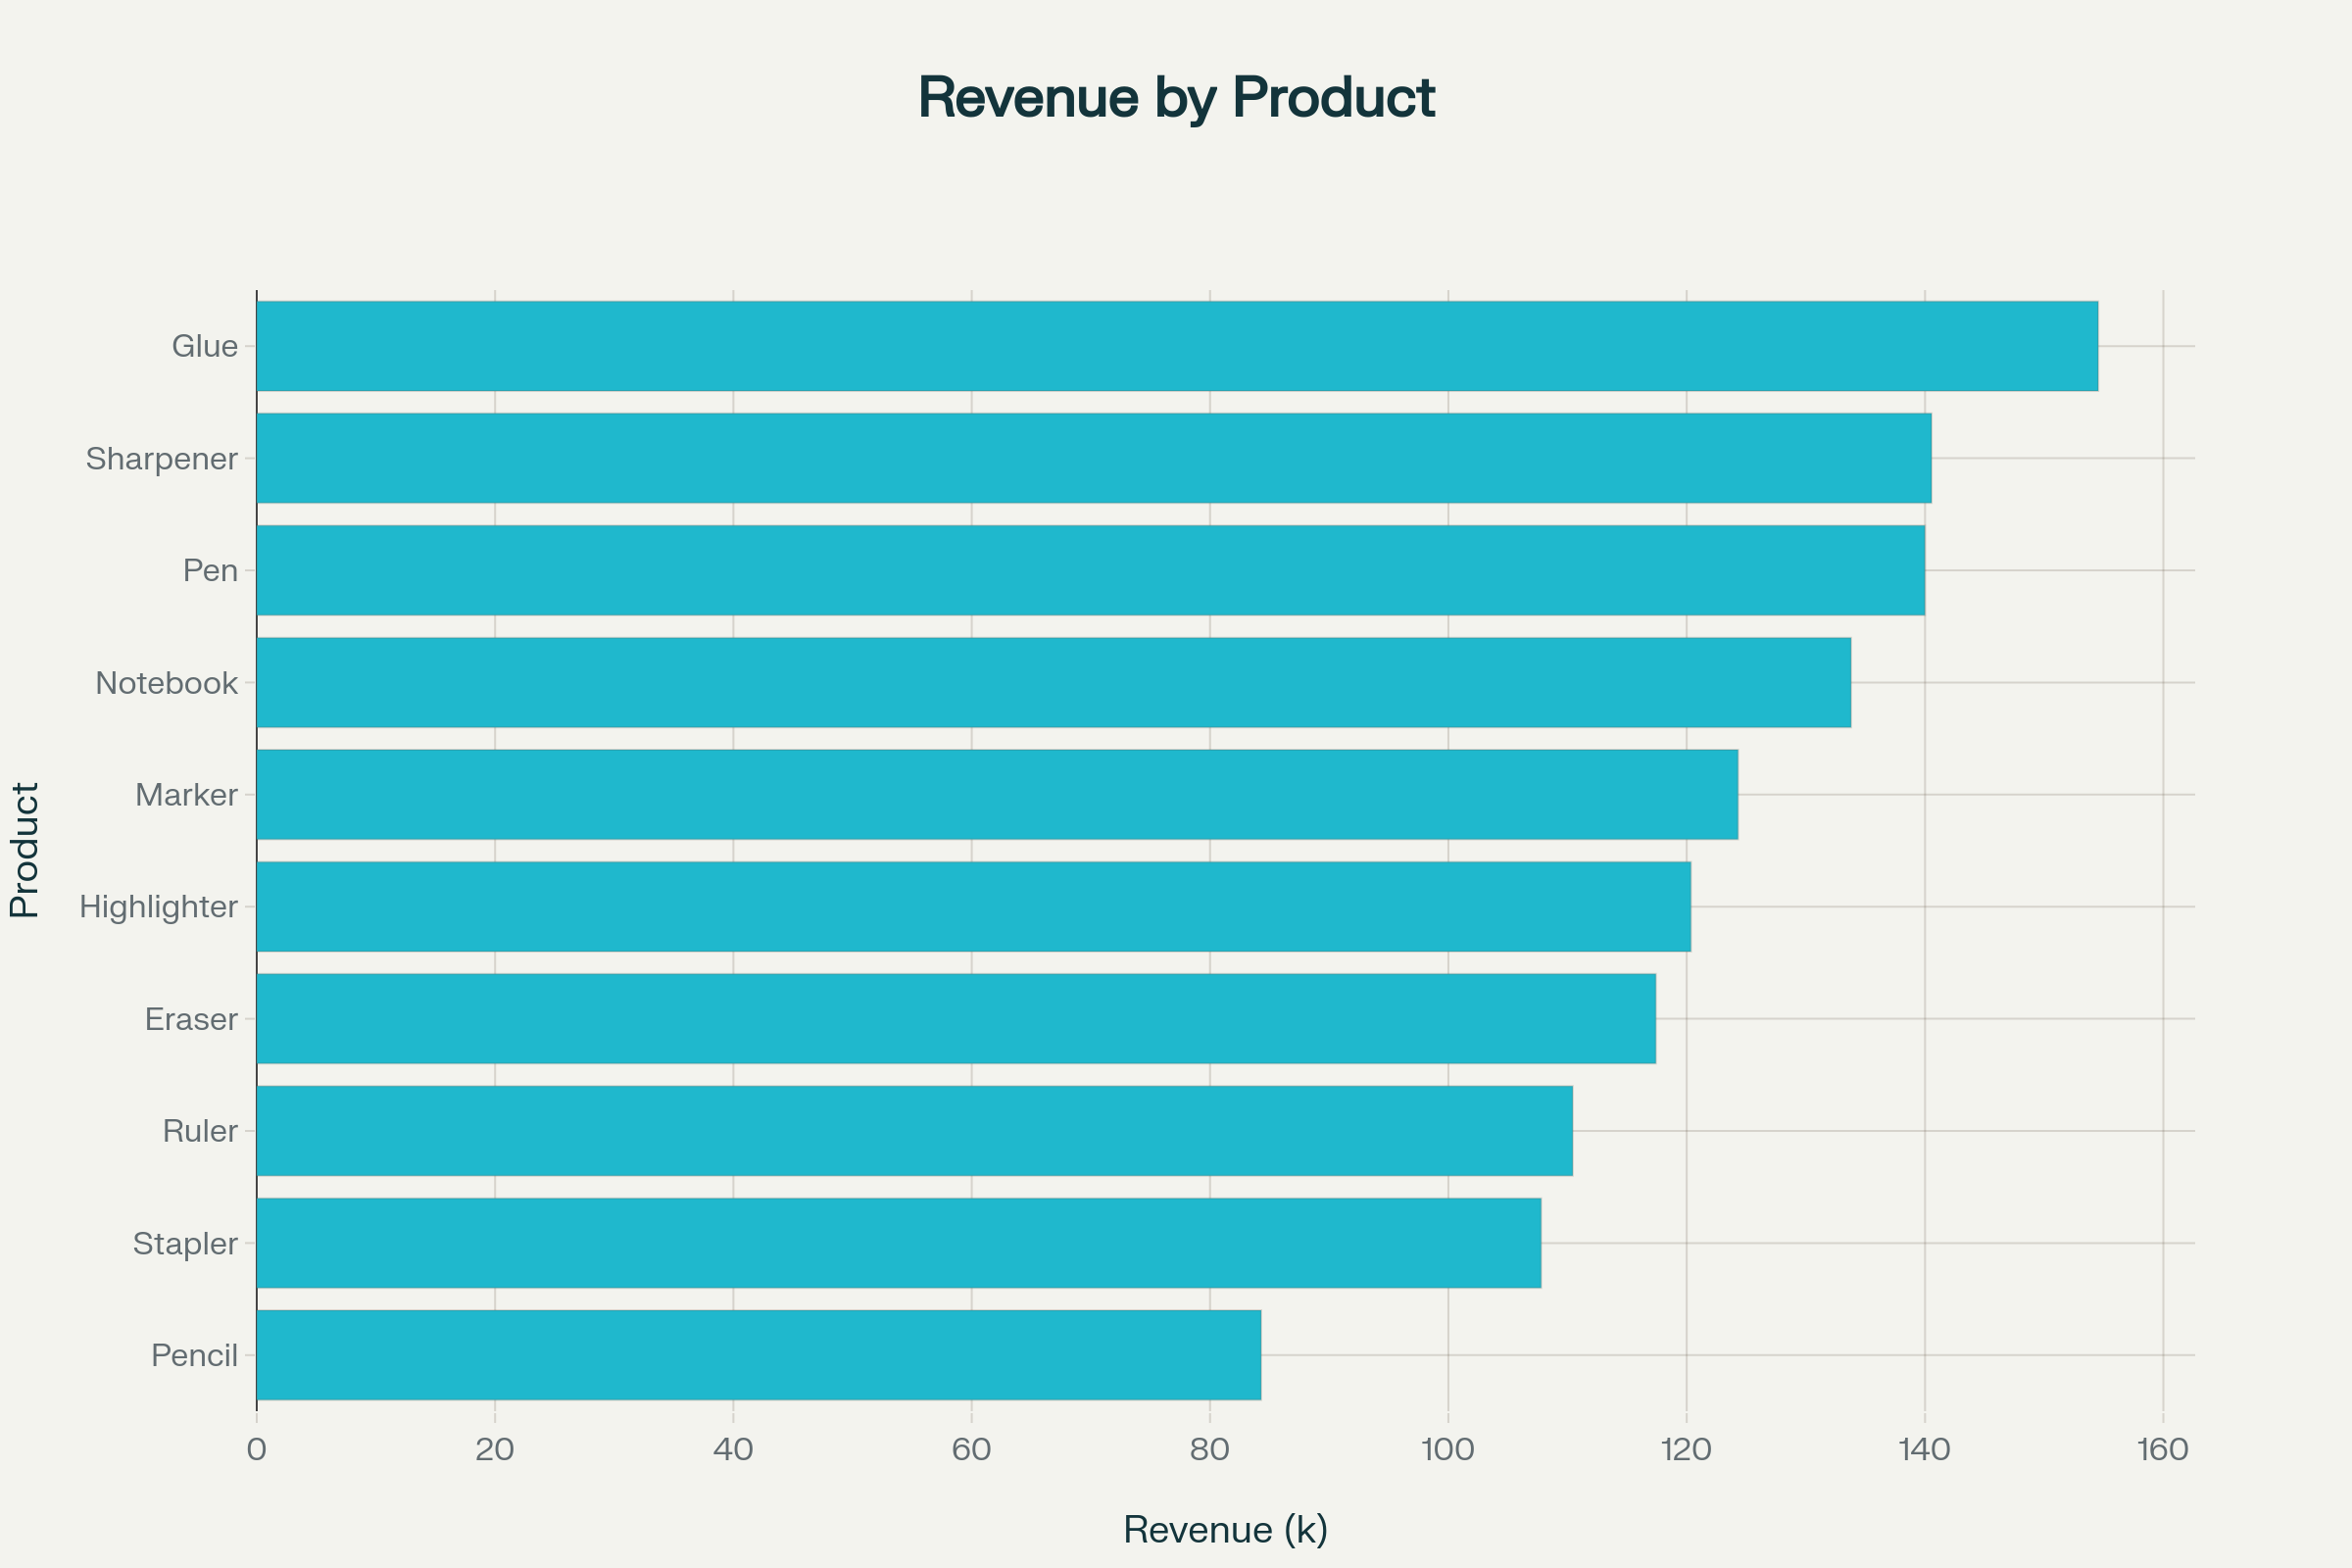 Revenue by Product
Glue
Sharpener
Pen
Notebook
Marker
Highlighter
Eraser
Ruler
Stapler
Pencil
Product
0 20 40 60 80 100 120 140 160
Revenue (k)